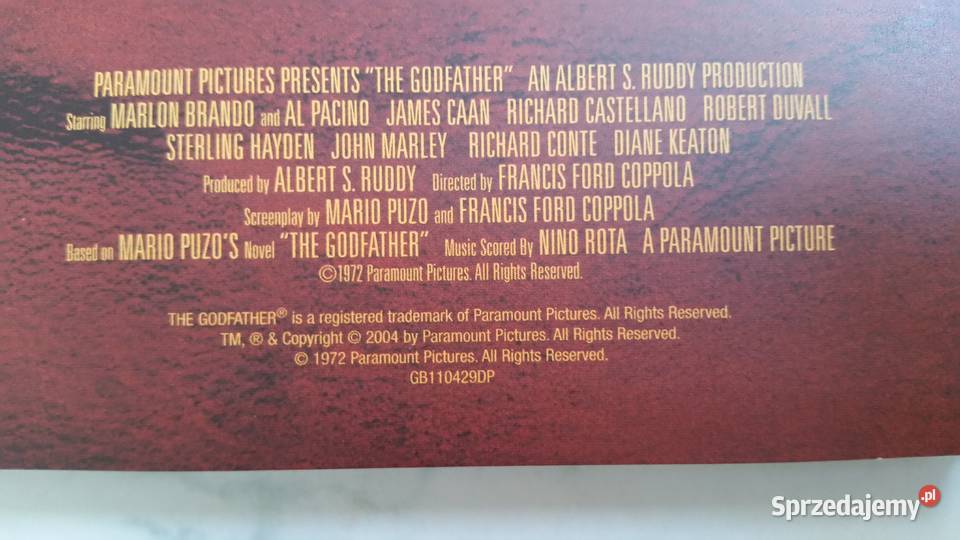 PARAMOUNT PICTURES PRESENTS "THE GODFATHER" AN ALBERT S. RUDDY PRODUCTION
Starring MARLON BRANDO and AL PACINO JAMES CAAN RICHARD CASTELLANO ROBERT DUVALL
STERLING HAYDEN JOHN MARLEY RICHARD CONTE DIANE KEATON
Produced by ALBERT S. RUDDY Directed by FRANCIS FORD COPPOLA
Screenplay by MARIO PUZO and FRANCIS FORD COPPOLA
Based on MARIO PUZO'S Novel "THE GODFATHER" Music Scored By NINO ROTA A PARAMOUNT PICTURE
©1972 Paramount Pictures. All Rights Reserved.
THE GODFATHER® is a registered trademark of Paramount Pictures. All Rights Reserved.
TM, ® & Copyright © 2004 by Paramount Pictures. All Rights Reserved.
© 1972 Paramount Pictures. All Rights Reserved.
GB110429DP
Sprzedajemy .pl